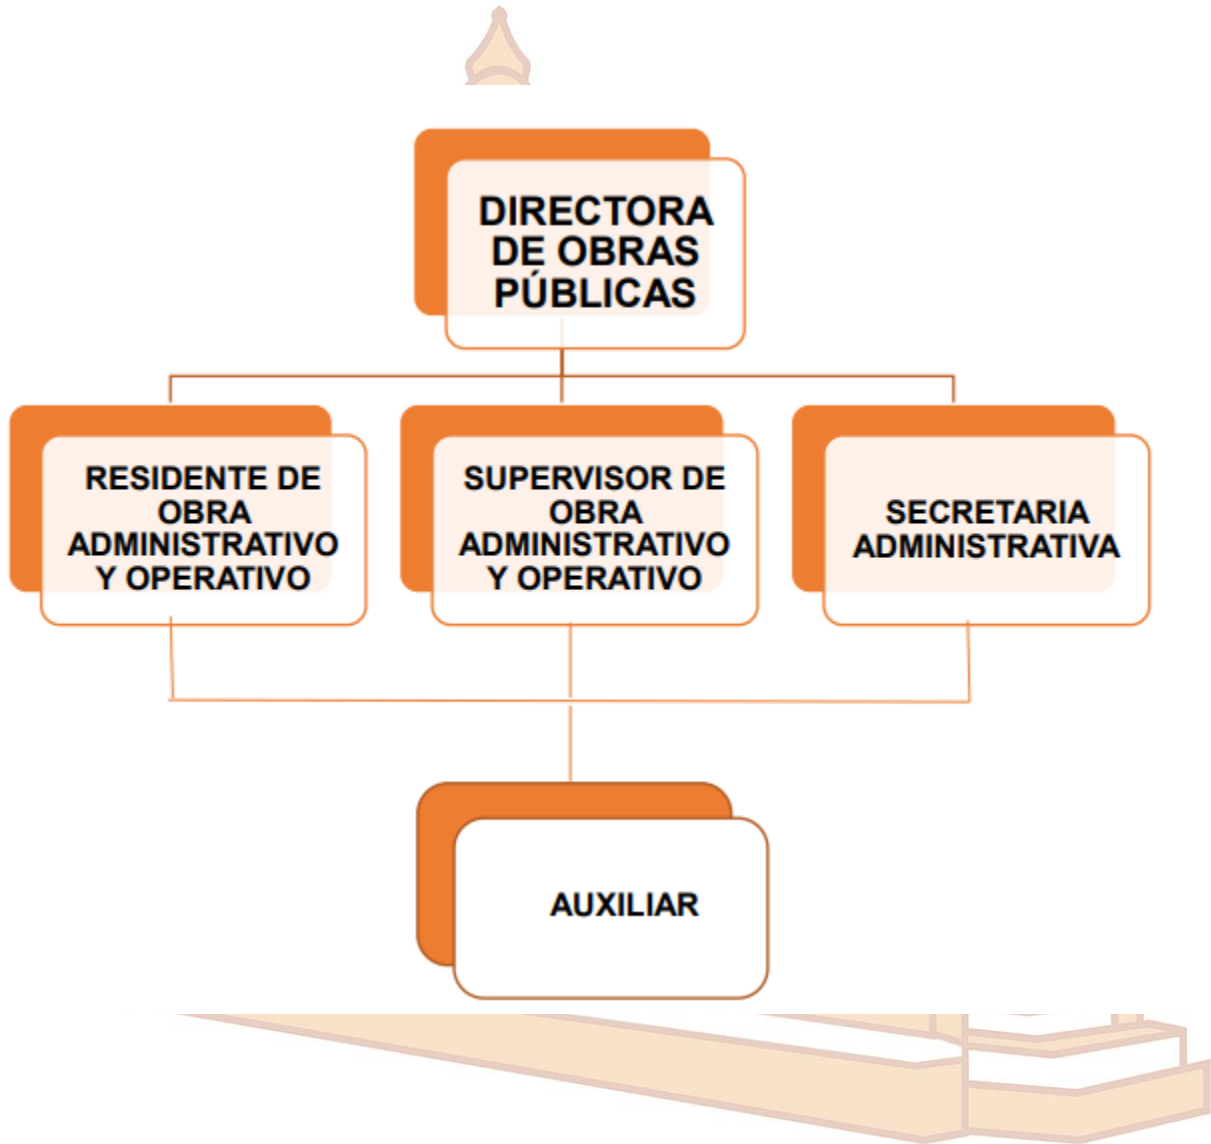 DIRECTORA
DE OBRAS
PÚBLICAS
RESIDENTE DE
OBRA
ADMINISTRATIVO
Y OPERATIVO
SUPERVISOR DE
OBRA
ADMINISTRATIVO
Y OPERATIVO
SECRETARIA
ADMINISTRATIVA
AUXILIAR